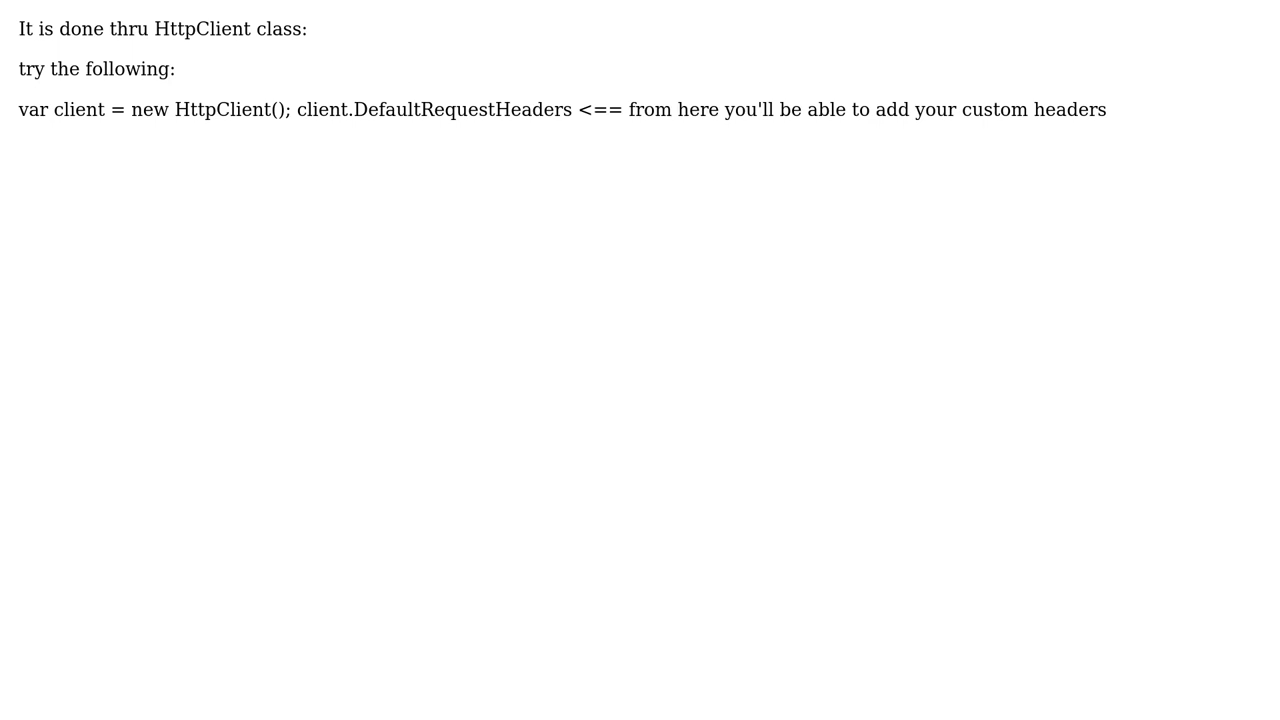 It is done thru HttpClient class:
try the following:
var client = new HttpClient(); client.DefaultRequestHeaders <== from here you'll be able to add your custom headers